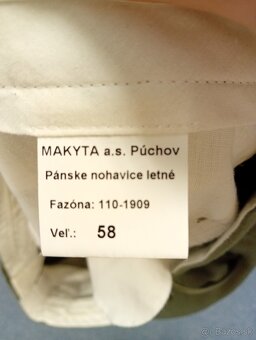 MAKYTA a.s. Púchov
Pánske nohavice letné
Fazóna: 110-1909
Veľ.: 58